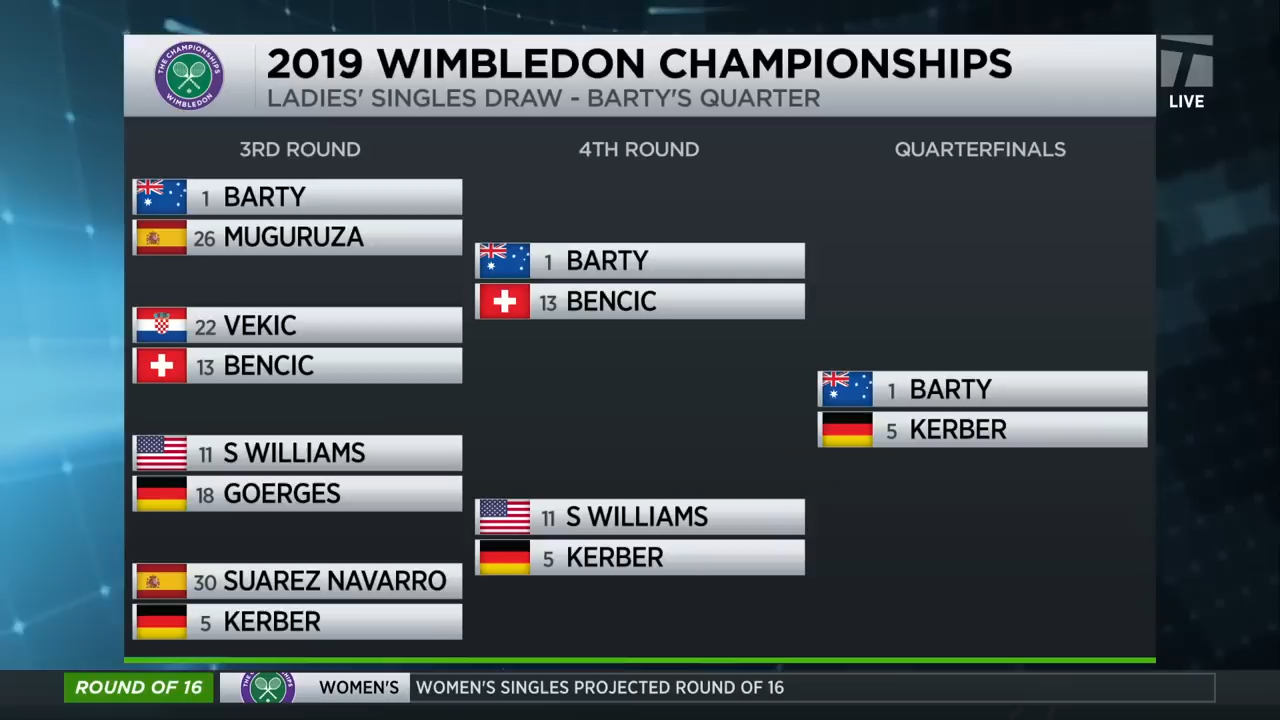 2019 WIMBLEDON CHAMPIONSHIPS
LADIES' SINGLES DRAW - BARTY'S QUARTER
THE CHAMPIONSHIPS
WIMBLEDON
T
LIVE
3RD ROUND
4TH ROUND
QUARTERFINALS
1 BARTY
26 MUGURUZA
22 VEKIC
13 BENCIC
11 S WILLIAMS
18 GOERGES
30 SUAREZ NAVARRO
5 KERBER
1 BARTY
13 BENCIC
11 S WILLIAMS
5 KERBER
1 BARTY
5 KERBER
ROUND OF 16
WOMEN'S
WOMEN'S SINGLES PROJECTED ROUND OF 16